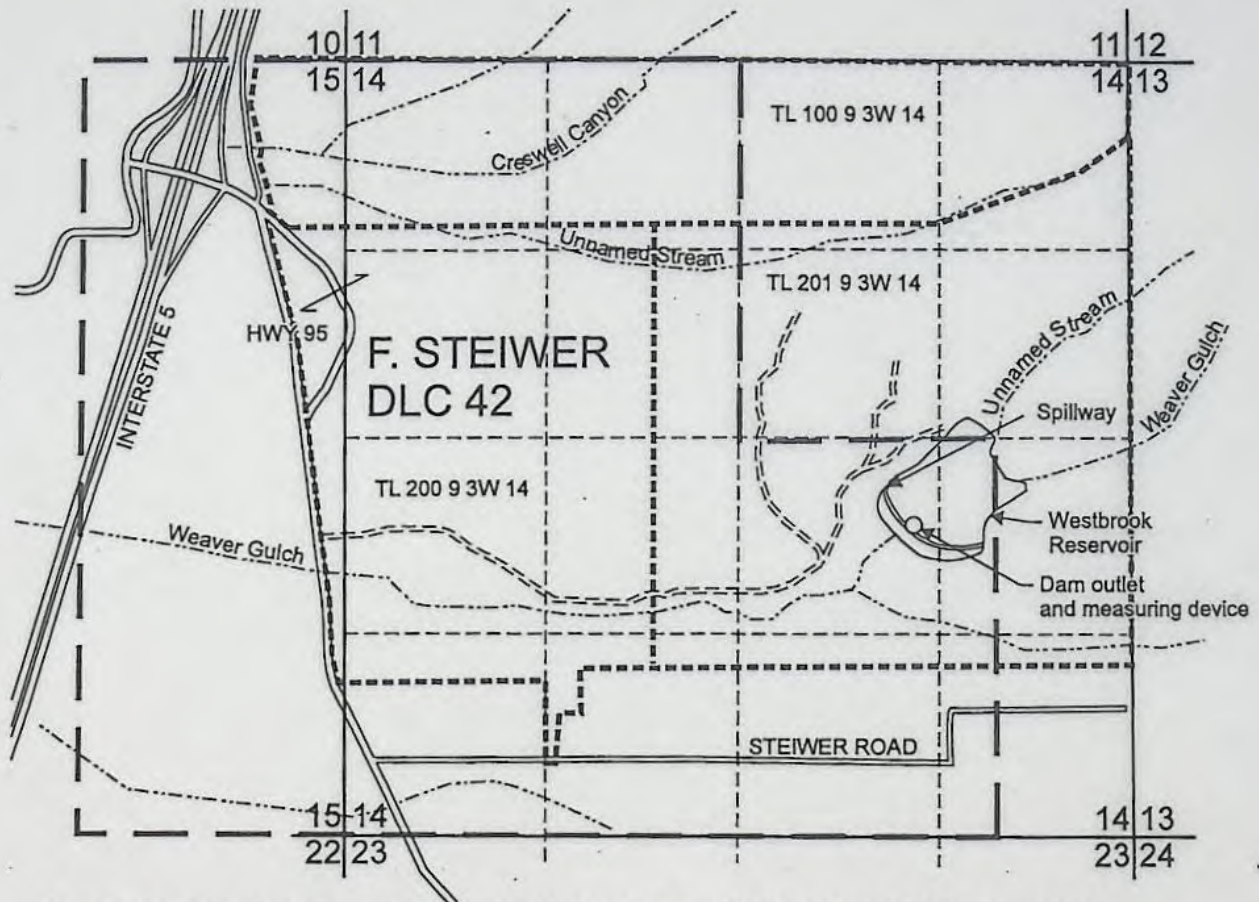 10 11
15 14
11 12
14 13
TL 100 9 3W 14
Creswell Canyon
Unnamed Stream
TL 201 9 3W 14
HWY 95
INTERSTATE 5
F. STEIWER
DLC 42
Unnamed Stream
Weaver Gulch
Spillway
TL 200 9 3W 14
Weaver Gulch
Westbrook
Reservoir
Dam outlet
and measuring device
STEIWER ROAD
15 14
22 23
14 13
23 24